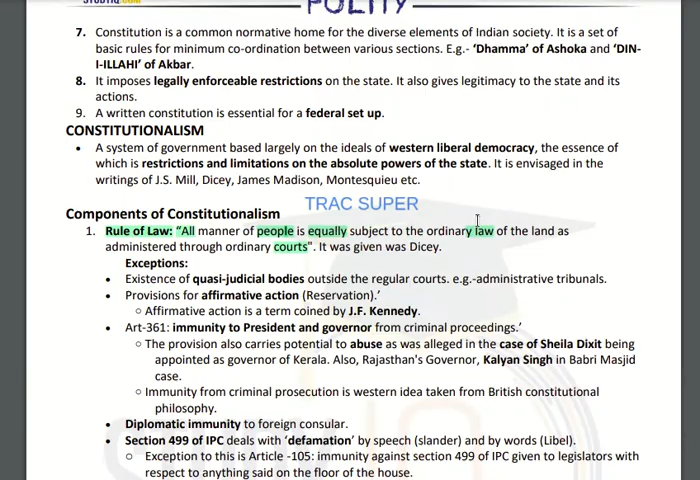 POLITY
7. Constitution is a common normative home for the diverse elements of Indian society. It is a set of
basic rules for minimum co-ordination between various sections. E.g.- ‘Dhamma’ of Ashoka and ‘DIN-
I-ILLAHI’ of Akbar.
8. It imposes legally enforceable restrictions on the state. It also gives legitimacy to the state and its
actions.
9. A written constitution is essential for a federal set up.
CONSTITUTIONALISM
• A system of government based largely on the ideals of western liberal democracy, the essence of
which is restrictions and limitations on the absolute powers of the state. It is envisaged in the
writings of J.S. Mill, Dicey, James Madison, Montesquieu etc.
TRAC SUPER
Components of Constitutionalism
1. Rule of Law: “All manner of people is equally subject to the ordinary law of the land as
administered through ordinary courts". It was given was Dicey.
Exceptions:
• Existence of quasi-judicial bodies outside the regular courts. e.g.-administrative tribunals.
• Provisions for affirmative action (Reservation).’
○ Affirmative action is a term coined by J.F. Kennedy.
• Art-361: immunity to President and governor from criminal proceedings.’
○ The provision also carries potential to abuse as was alleged in the case of Sheila Dixit being
appointed as governor of Kerala. Also, Rajasthan's Governor, Kalyan Singh in Babri Masjid
case.
○ Immunity from criminal prosecution is western idea taken from British constitutional
philosophy.
• Diplomatic immunity to foreign consular.
• Section 499 of IPC deals with ‘defamation’ by speech (slander) and by words (Libel).
○ Exception to this is Article -105: immunity against section 499 of IPC given to legislators with
respect to anything said on the floor of the house.